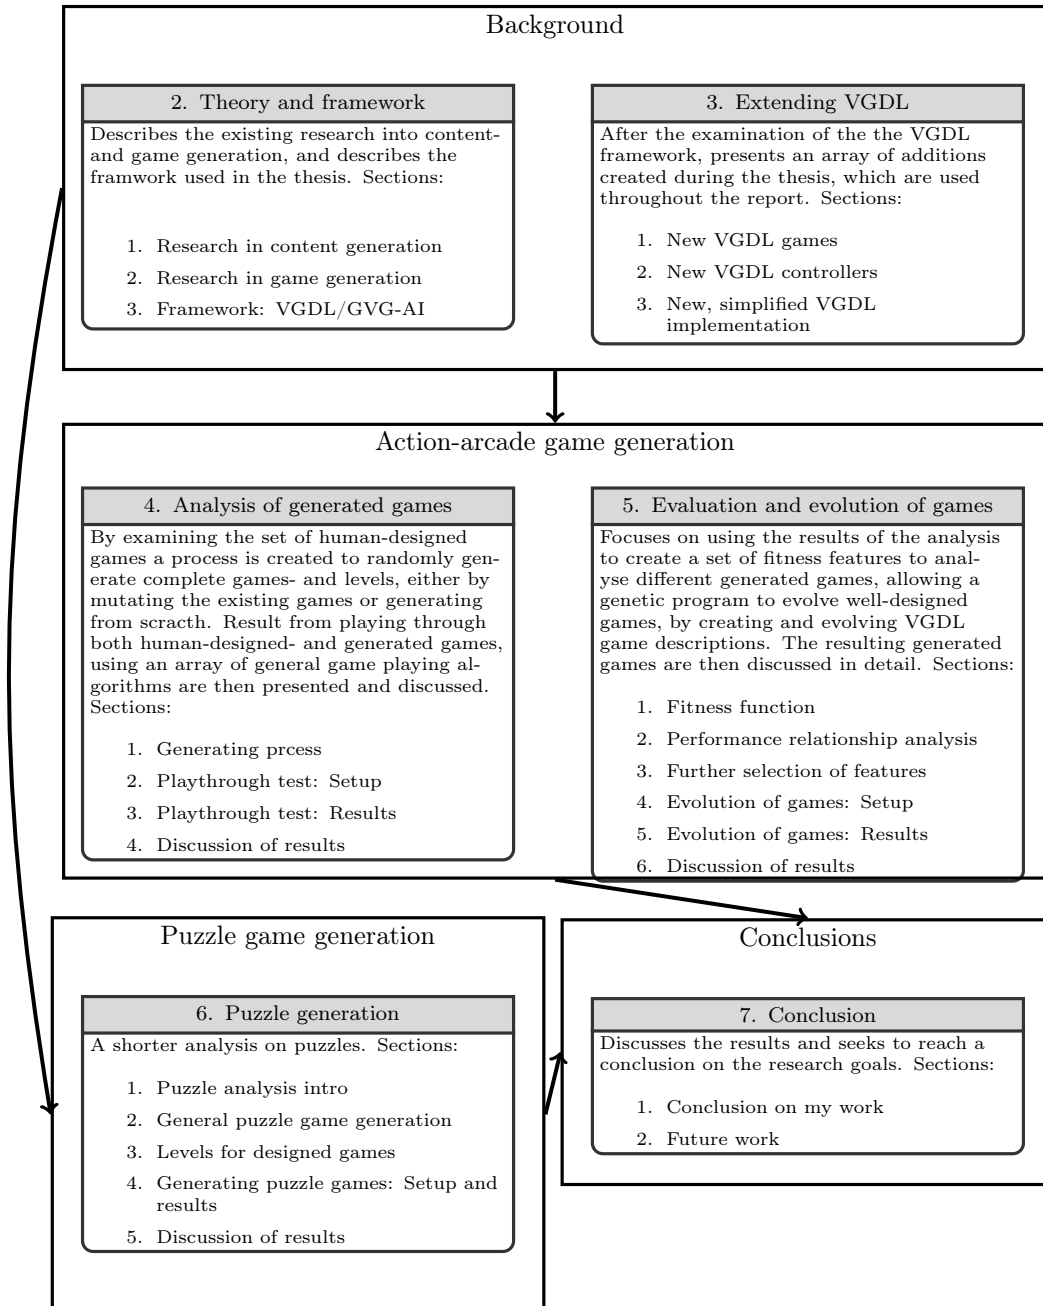 Background
2. Theory and framework
Describes the existing research into content-
and game generation, and describes the
framwork used in the thesis. Sections:
1. Research in content generation
2. Research in game generation
3. Framework: VGDL/GVG-AI
3. Extending VGDL
After the examination of the the VGDL
framework, presents an array of additions
created during the thesis, which are used
throughout the report. Sections:
1. New VGDL games
2. New VGDL controllers
3. New, simplified VGDL
implementation
Action-arcade game generation
4. Analysis of generated games
By examining the set of human-designed
games a process is created to randomly gen-
erate complete games- and levels, either by
mutating the existing games or generating
from scracth. Result from playing through
both human-designed- and generated games,
using an array of general game playing al-
gorithms are then presented and discussed.
Sections:
1. Generating prcess
2. Playthrough test: Setup
3. Playthrough test: Results
4. Discussion of results
5. Evaluation and evolution of games
Focuses on using the results of the analysis
to create a set of fitness features to anal-
yse different generated games, allowing a
genetic program to evolve well-designed
games, by creating and evolving VGDL
game descriptions. The resulting generated
games are then discussed in detail. Sections:
1. Fitness function
2. Performance relationship analysis
3. Further selection of features
4. Evolution of games: Setup
5. Evolution of games: Results
6. Discussion of results
Puzzle game generation
6. Puzzle generation
A shorter analysis on puzzles. Sections:
1. Puzzle analysis intro
2. General puzzle game generation
3. Levels for designed games
4. Generating puzzle games: Setup and
results
5. Discussion of results
Conclusions
7. Conclusion
Discusses the results and seeks to reach a
conclusion on the research goals. Sections:
1. Conclusion on my work
2. Future work